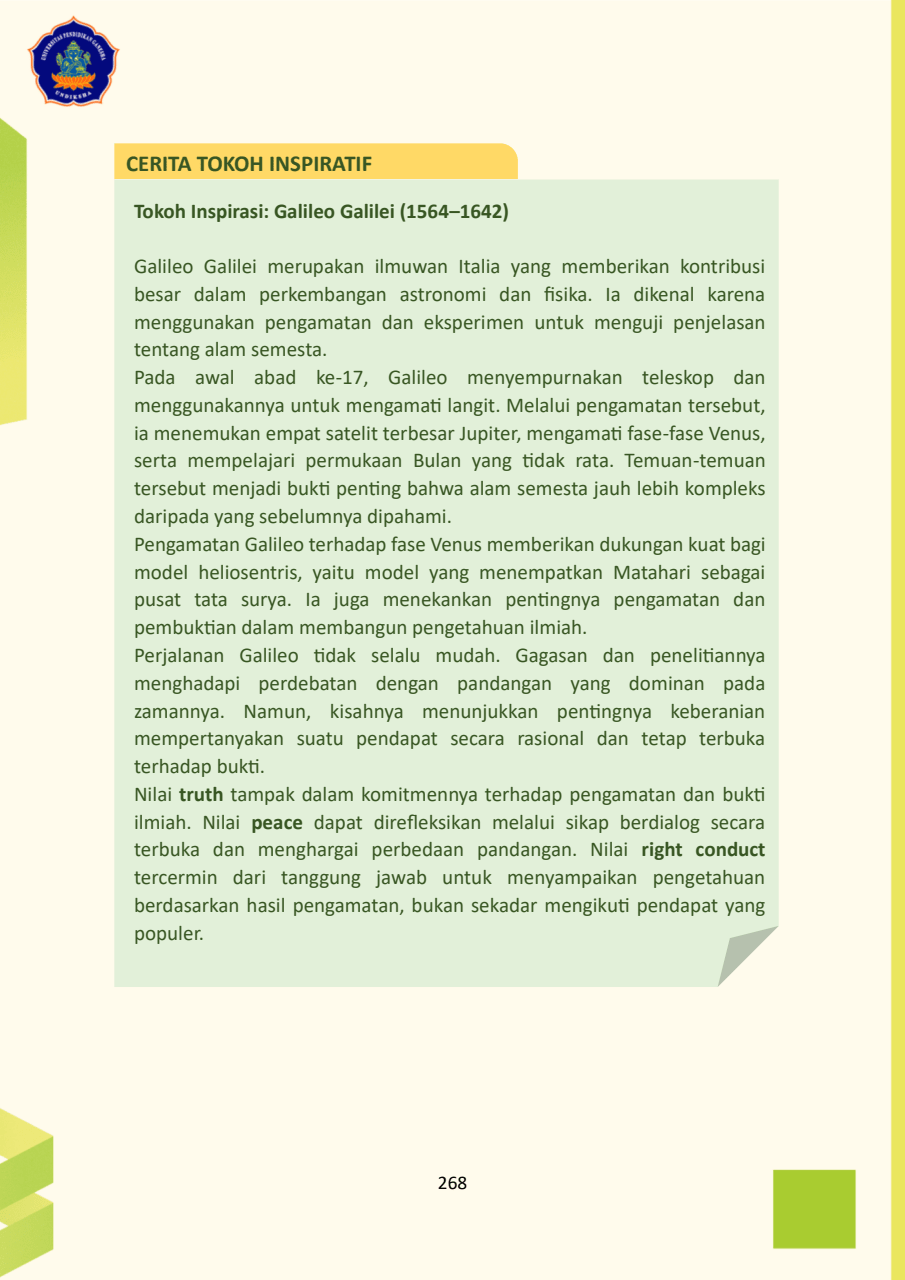 UNIVERSITAS PENDIDIKAN GANESHA
UNDIKSHA
CERITA TOKOH INSPIRATIF
Tokoh Inspirasi: Galileo Galilei (1564–1642)
Galileo Galilei merupakan ilmuwan Italia yang memberikan kontribusi
besar dalam perkembangan astronomi dan fisika. Ia dikenal karena
menggunakan pengamatan dan eksperimen untuk menguji penjelasan
tentang alam semesta.
Pada awal abad ke-17, Galileo menyempurnakan teleskop dan
menggunakannya untuk mengamati langit. Melalui pengamatan tersebut,
ia menemukan empat satelit terbesar Jupiter, mengamati fase-fase Venus,
serta mempelajari permukaan Bulan yang tidak rata. Temuan-temuan
tersebut menjadi bukti penting bahwa alam semesta jauh lebih kompleks
daripada yang sebelumnya dipahami.
Pengamatan Galileo terhadap fase Venus memberikan dukungan kuat bagi
model heliosentris, yaitu model yang menempatkan Matahari sebagai
pusat tata surya. Ia juga menekankan pentingnya pengamatan dan
pembuktian dalam membangun pengetahuan ilmiah.
Perjalanan Galileo tidak selalu mudah. Gagasan dan penelitiannya
menghadapi perdebatan dengan pandangan yang dominan pada
zamannya. Namun, kisahnya menunjukkan pentingnya keberanian
mempertanyakan suatu pendapat secara rasional dan tetap terbuka
terhadap bukti.
Nilai truth tampak dalam komitmennya terhadap pengamatan dan bukti
ilmiah. Nilai peace dapat direfleksikan melalui sikap berdialog secara
terbuka dan menghargai perbedaan pandangan. Nilai right conduct
tercermin dari tanggung jawab untuk menyampaikan pengetahuan
berdasarkan hasil pengamatan, bukan sekadar mengikuti pendapat yang
populer.
268